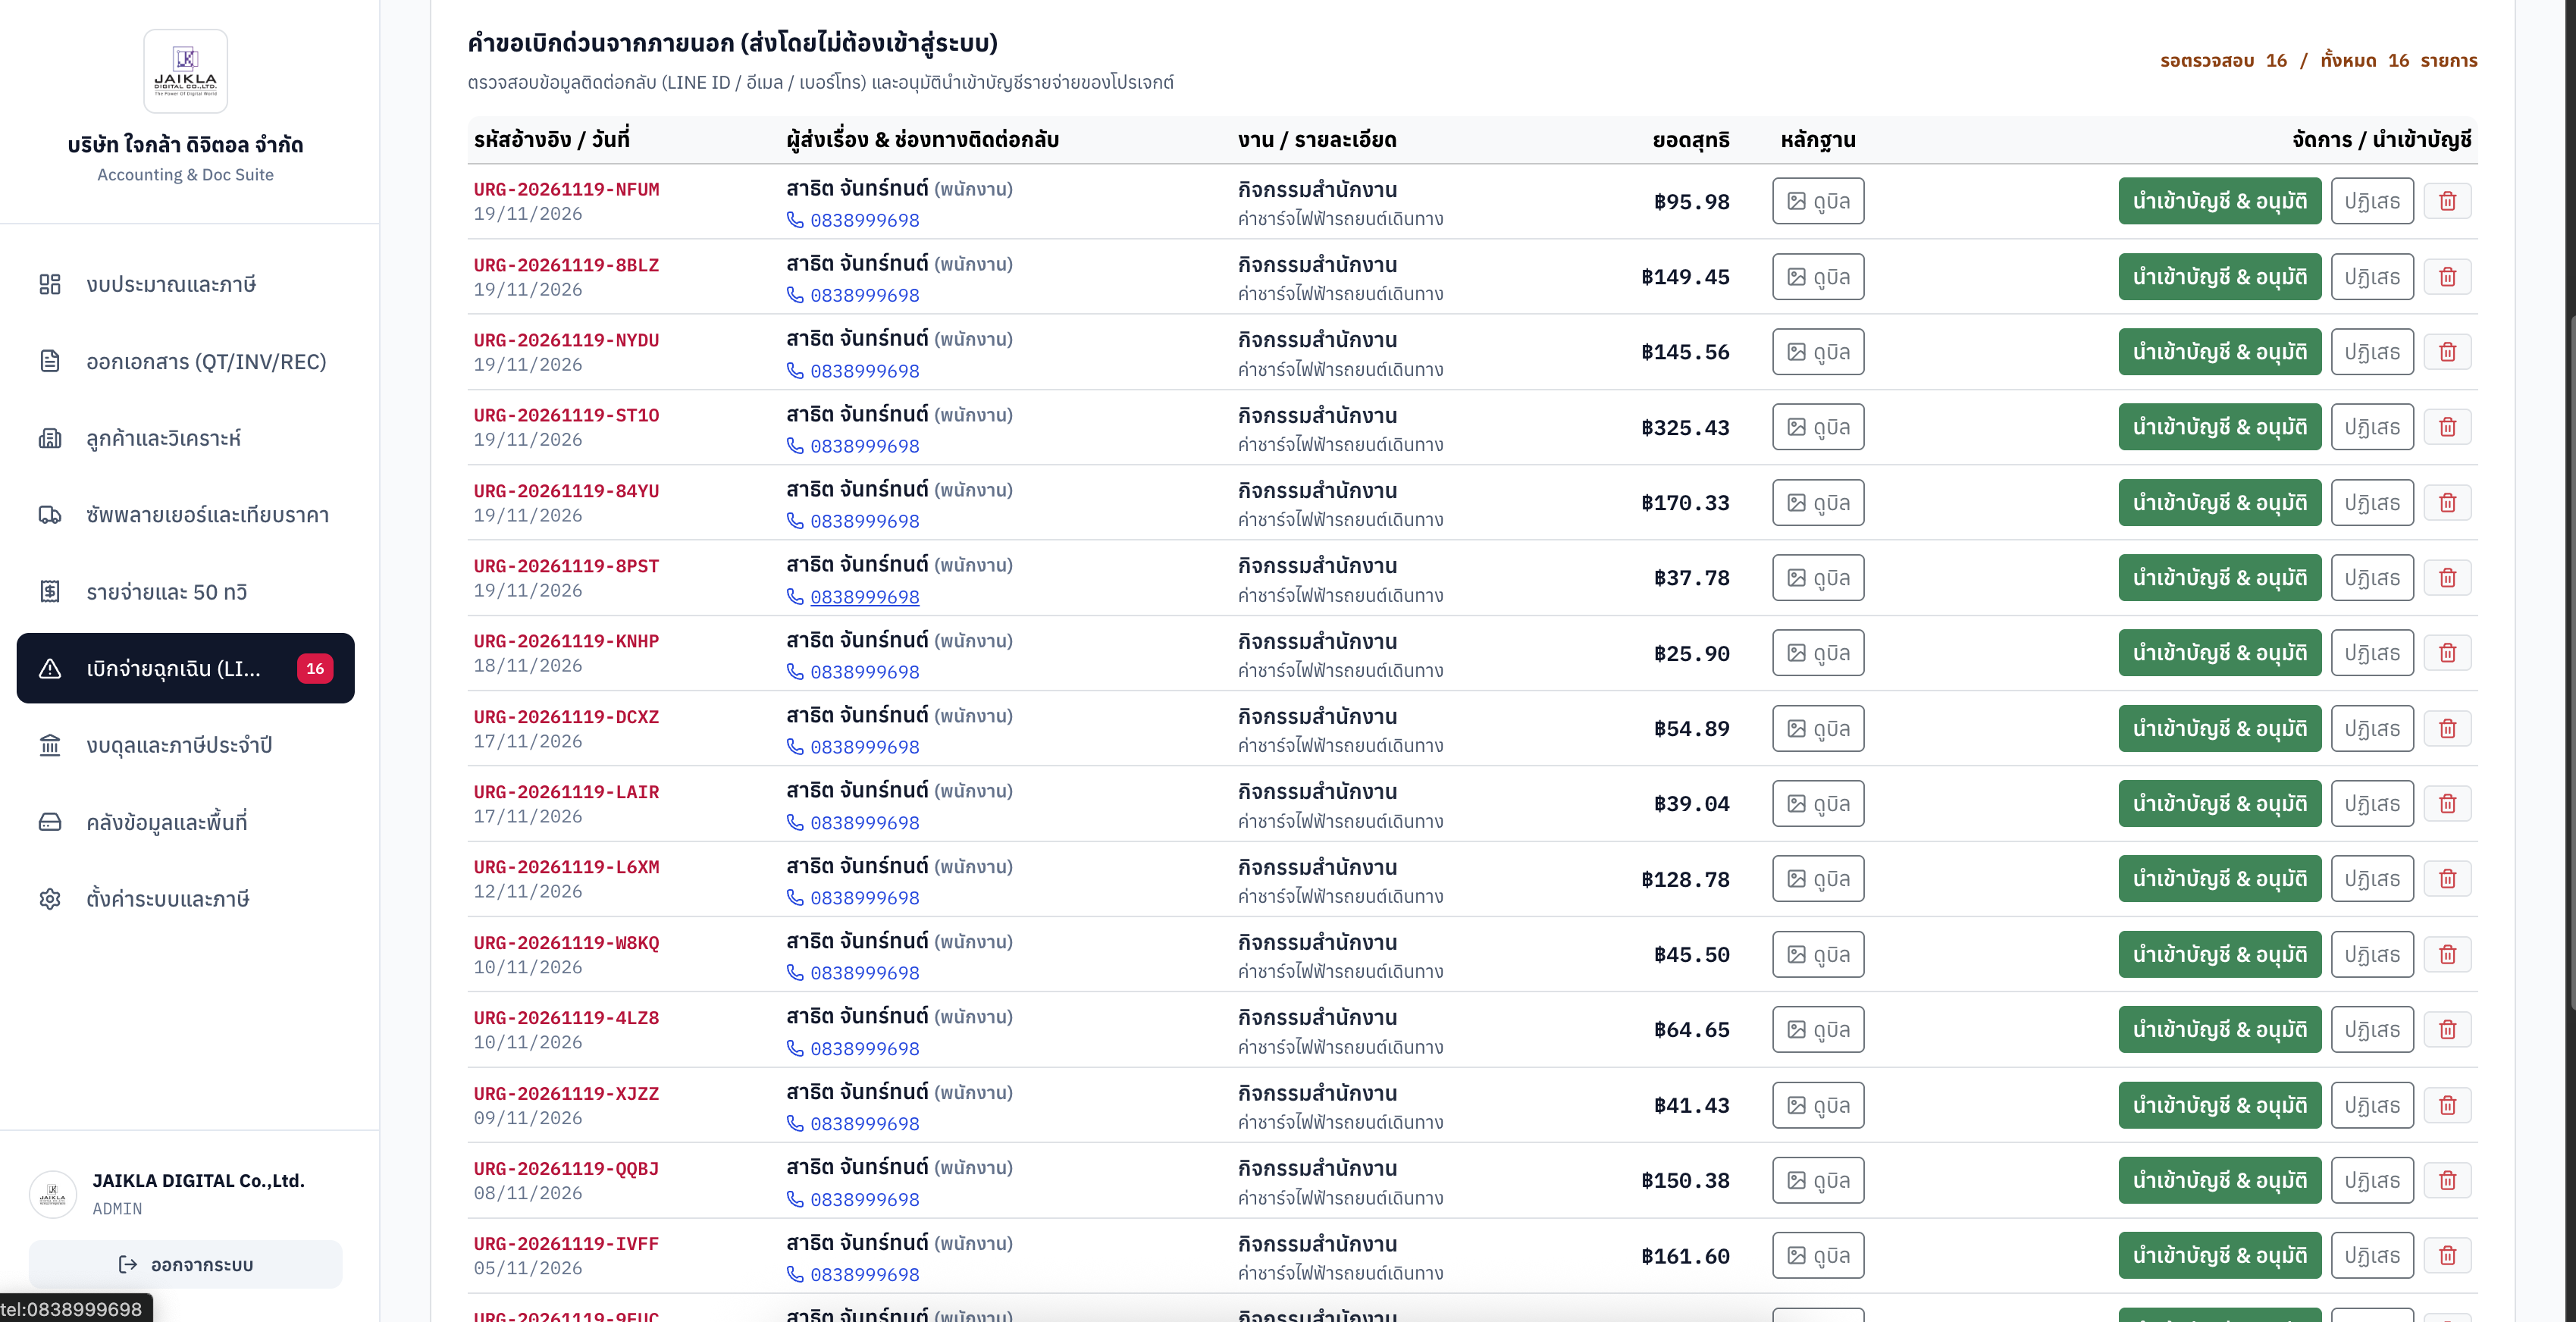 JAIKLA
DIGITAL CO.,LTD.
The Power Of Digital World
บริษัท ใจกล้า ดิจิตอล จำกัด
Accounting & Doc Suite
งบประมาณและภาษี
ออกเอกสาร (QT/INV/REC)
ลูกค้าและวิเคราะห์
ซัพพลายเยอร์และเทียบราคา
รายจ่ายและ 50 ทวิ
เบิกจ่ายฉุกเฉิน (LI... 16
งบดุลและภาษีประจำปี
คลังข้อมูลและพื้นที่
ตั้งค่าระบบและภาษี
JAIKLA DIGITAL Co.,Ltd.
ADMIN
ออกจากระบบ
tel:0838999698
คำขอเบิกด่วนจากภายนอก (ส่งโดยไม่ต้องเข้าสู่ระบบ)
ตรวจสอบข้อมูลติดต่อกลับ (LINE ID / อีเมล / เบอร์โทร) และอนุมัตินำเข้าบัญชีรายจ่ายของโปรเจกต์
รอตรวจสอบ 16 / ทั้งหมด 16 รายการ
รหัสอ้างอิง / วันที่ ผู้ส่งเรื่อง & ช่องทางติดต่อกลับ งาน / รายละเอียด ยอดสุทธิ หลักฐาน จัดการ / นำเข้าบัญชี
URG-20261119-NFUM สาธิต จันทร์ทนต์ (พนักงาน) กิจกรรมสำนักงาน ฿95.98 ดูบิล นำเข้าบัญชี & อนุมัติ ปฏิเสธ
19/11/2026 0838999698 ค่าชาร์จไฟฟ้ารถยนต์เดินทาง
URG-20261119-8BLZ สาธิต จันทร์ทนต์ (พนักงาน) กิจกรรมสำนักงาน ฿149.45 ดูบิล นำเข้าบัญชี & อนุมัติ ปฏิเสธ
19/11/2026 0838999698 ค่าชาร์จไฟฟ้ารถยนต์เดินทาง
URG-20261119-NYDU สาธิต จันทร์ทนต์ (พนักงาน) กิจกรรมสำนักงาน ฿145.56 ดูบิล นำเข้าบัญชี & อนุมัติ ปฏิเสธ
19/11/2026 0838999698 ค่าชาร์จไฟฟ้ารถยนต์เดินทาง
URG-20261119-ST1O สาธิต จันทร์ทนต์ (พนักงาน) กิจกรรมสำนักงาน ฿325.43 ดูบิล นำเข้าบัญชี & อนุมัติ ปฏิเสธ
19/11/2026 0838999698 ค่าชาร์จไฟฟ้ารถยนต์เดินทาง
URG-20261119-84YU สาธิต จันทร์ทนต์ (พนักงาน) กิจกรรมสำนักงาน ฿170.33 ดูบิล นำเข้าบัญชี & อนุมัติ ปฏิเสธ
19/11/2026 0838999698 ค่าชาร์จไฟฟ้ารถยนต์เดินทาง
URG-20261119-8PST สาธิต จันทร์ทนต์ (พนักงาน) กิจกรรมสำนักงาน ฿37.78 ดูบิล นำเข้าบัญชี & อนุมัติ ปฏิเสธ
19/11/2026 0838999698 ค่าชาร์จไฟฟ้ารถยนต์เดินทาง
URG-20261119-KNHP สาธิต จันทร์ทนต์ (พนักงาน) กิจกรรมสำนักงาน ฿25.90 ดูบิล นำเข้าบัญชี & อนุมัติ ปฏิเสธ
18/11/2026 0838999698 ค่าชาร์จไฟฟ้ารถยนต์เดินทาง
URG-20261119-DCXZ สาธิต จันทร์ทนต์ (พนักงาน) กิจกรรมสำนักงาน ฿54.89 ดูบิล นำเข้าบัญชี & อนุมัติ ปฏิเสธ
17/11/2026 0838999698 ค่าชาร์จไฟฟ้ารถยนต์เดินทาง
URG-20261119-LAIR สาธิต จันทร์ทนต์ (พนักงาน) กิจกรรมสำนักงาน ฿39.04 ดูบิล นำเข้าบัญชี & อนุมัติ ปฏิเสธ
17/11/2026 0838999698 ค่าชาร์จไฟฟ้ารถยนต์เดินทาง
URG-20261119-L6XM สาธิต จันทร์ทนต์ (พนักงาน) กิจกรรมสำนักงาน ฿128.78 ดูบิล นำเข้าบัญชี & อนุมัติ ปฏิเสธ
12/11/2026 0838999698 ค่าชาร์จไฟฟ้ารถยนต์เดินทาง
URG-20261119-W8KQ สาธิต จันทร์ทนต์ (พนักงาน) กิจกรรมสำนักงาน ฿45.50 ดูบิล นำเข้าบัญชี & อนุมัติ ปฏิเสธ
10/11/2026 0838999698 ค่าชาร์จไฟฟ้ารถยนต์เดินทาง
URG-20261119-4LZ8 สาธิต จันทร์ทนต์ (พนักงาน) กิจกรรมสำนักงาน ฿64.65 ดูบิล นำเข้าบัญชี & อนุมัติ ปฏิเสธ
10/11/2026 0838999698 ค่าชาร์จไฟฟ้ารถยนต์เดินทาง
URG-20261119-XJZZ สาธิต จันทร์ทนต์ (พนักงาน) กิจกรรมสำนักงาน ฿41.43 ดูบิล นำเข้าบัญชี & อนุมัติ ปฏิเสธ
09/11/2026 0838999698 ค่าชาร์จไฟฟ้ารถยนต์เดินทาง
URG-20261119-QQBJ สาธิต จันทร์ทนต์ (พนักงาน) กิจกรรมสำนักงาน ฿150.38 ดูบิล นำเข้าบัญชี & อนุมัติ ปฏิเสธ
08/11/2026 0838999698 ค่าชาร์จไฟฟ้ารถยนต์เดินทาง
URG-20261119-IVFF สาธิต จันทร์ทนต์ (พนักงาน) กิจกรรมสำนักงาน ฿161.60 ดูบิล นำเข้าบัญชี & อนุมัติ ปฏิเสธ
05/11/2026 0838999698 ค่าชาร์จไฟฟ้ารถยนต์เดินทาง
สาธิต จันทร์ทนต์ (พนักงาน) กิจกรรมสำนักงาน